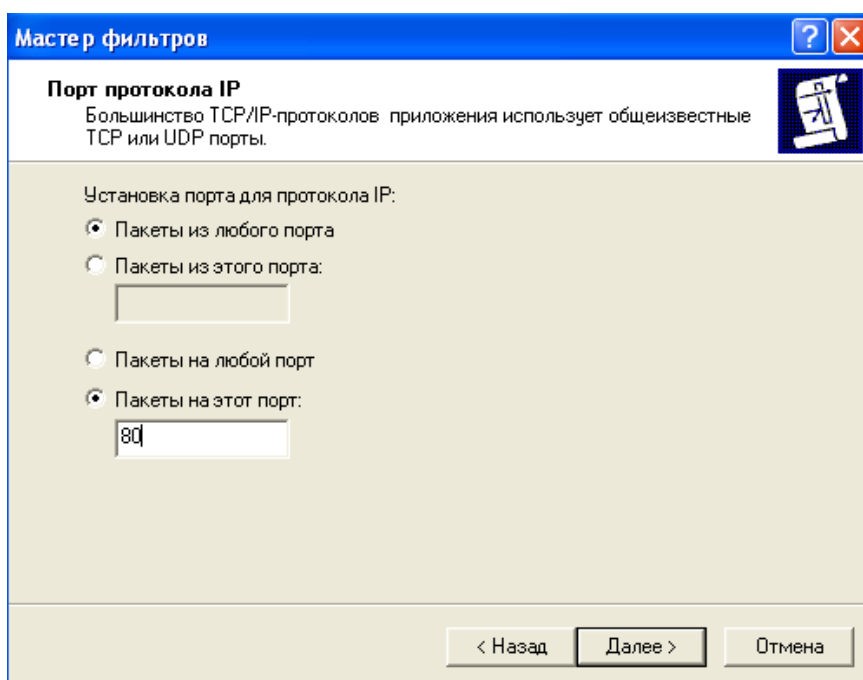 Мастер фильтров
Порт протокола IP
Большинство TCP/IP-протоколов приложения использует общеизвестные
TCP или UDP порты.
Установка порта для протокола IP:
Пакеты из любого порта
Пакеты из этого порта:
Пакеты на любой порт
Пакеты на этот порт:
80
< Назад
Далее >
Отмена